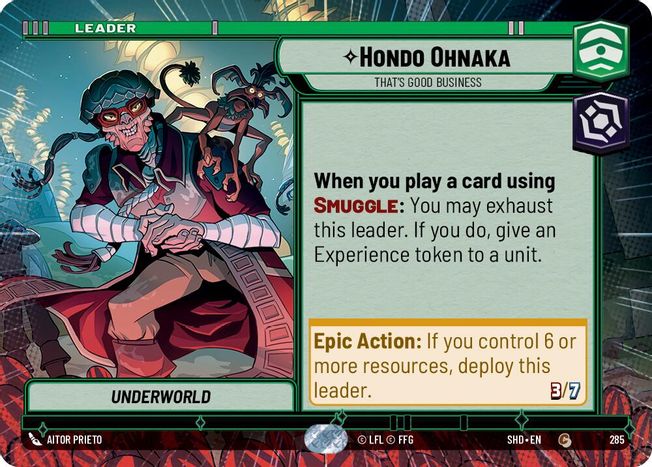 LEADER
✧HONDO OHNAKA
THAT'S GOOD BUSINESS
When you play a card using
SMUGGLE: You may exhaust
this leader. If you do, give an
Experience token to a unit.
Epic Action: If you control 6 or
more resources, deploy this
leader.
3/7
UNDERWORLD
AITOR PRIETO
© LFL © FFG
SHD•EN
C
285